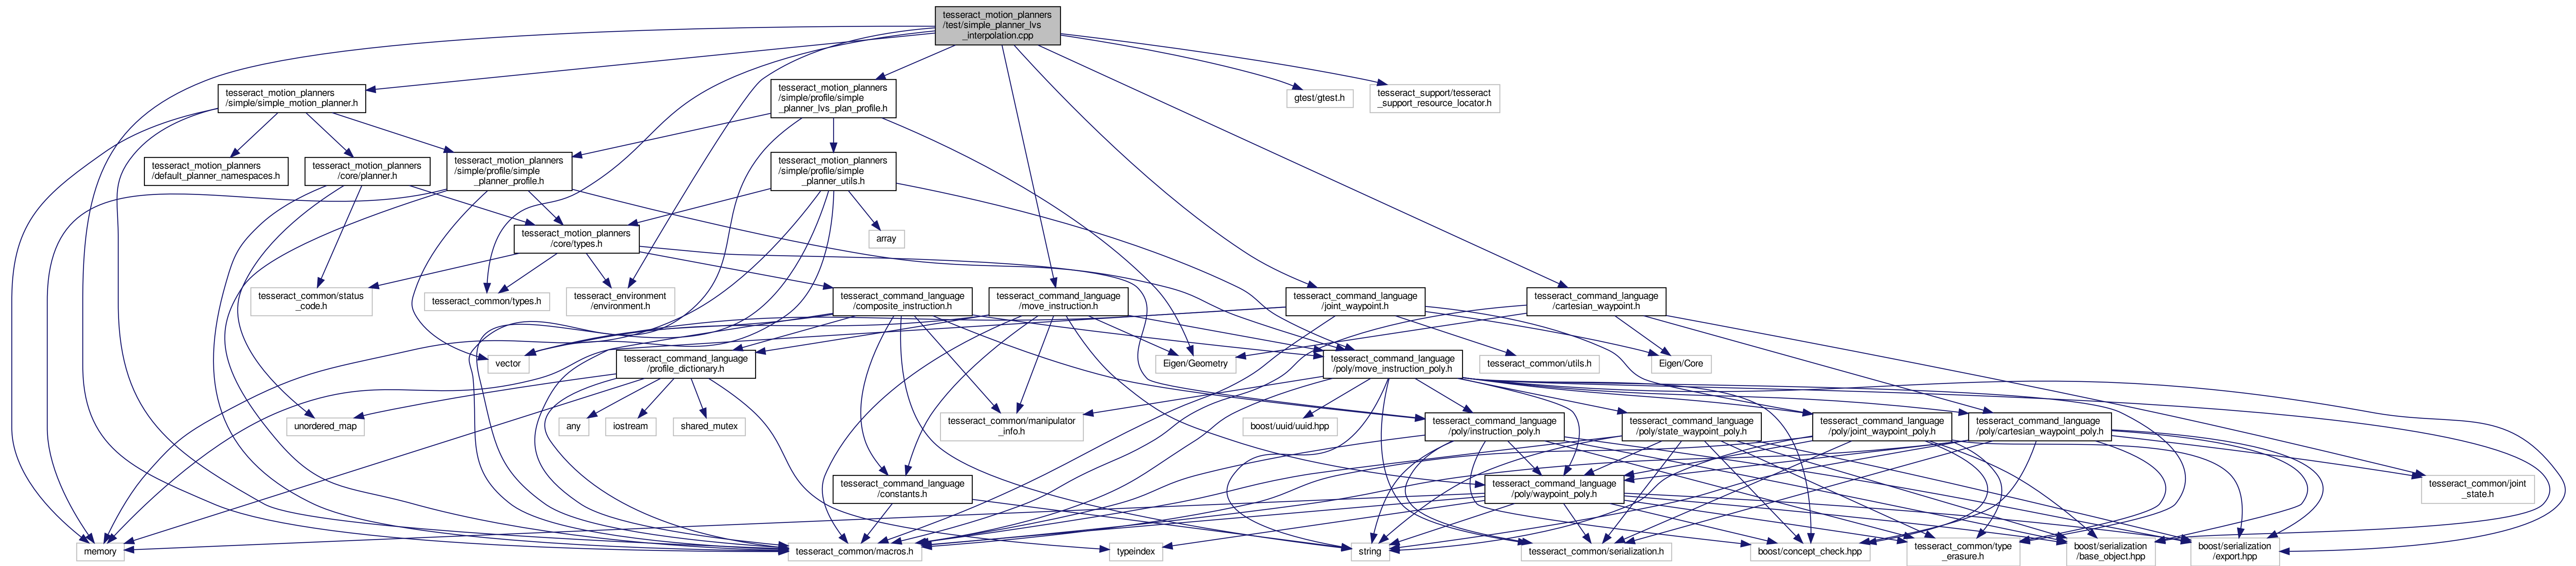 tesseract_motion_planners
/test/simple_planner_lvs
_interpolation.cpp
tesseract_motion_planners
/simple/simple_motion_planner.h
tesseract_motion_planners
/simple/profile/simple
_planner_lvs_plan_profile.h
gtest/gtest.h
tesseract_support/tesseract
_support_resource_locator.h
tesseract_motion_planners
/default_planner_namespaces.h
tesseract_motion_planners
/core/planner.h
tesseract_motion_planners
/simple/profile/simple
_planner_profile.h
tesseract_motion_planners
/simple/profile/simple
_planner_utils.h
tesseract_motion_planners
/core/types.h
array
tesseract_common/status
_code.h
tesseract_common/types.h
tesseract_environment
/environment.h
tesseract_command_language
/composite_instruction.h
tesseract_command_language
/move_instruction.h
tesseract_command_language
/joint_waypoint.h
tesseract_command_language
/cartesian_waypoint.h
vector
tesseract_command_language
/profile_dictionary.h
Eigen/Geometry
tesseract_command_language
/poly/move_instruction_poly.h
tesseract_common/utils.h
Eigen/Core
unordered_map
any
iostream
shared_mutex
tesseract_common/manipulator
_info.h
boost/uuid/uuid.hpp
tesseract_command_language
/poly/instruction_poly.h
tesseract_command_language
/poly/state_waypoint_poly.h
tesseract_command_language
/poly/joint_waypoint_poly.h
tesseract_command_language
/poly/cartesian_waypoint_poly.h
tesseract_command_language
/constants.h
tesseract_command_language
/poly/waypoint_poly.h
tesseract_common/joint
_state.h
memory
tesseract_common/macros.h
typeindex
string
tesseract_common/serialization.h
boost/concept_check.hpp
tesseract_common/type
_erasure.h
boost/serialization
/base_object.hpp
boost/serialization
/export.hpp